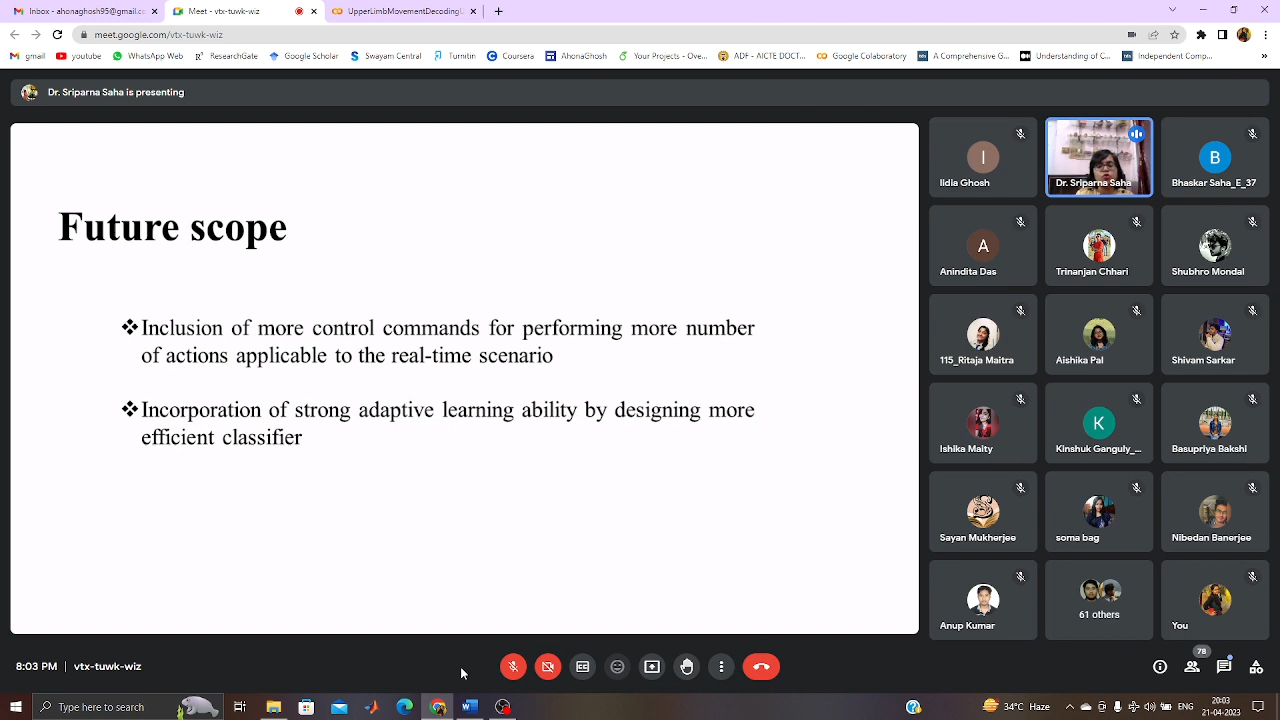 Inbox - ahonaghosh95@gmail.co
Meet - vtx-tuwk-wiz
UpperLimbMovementDecodingU
meet.google.com/vtx-tuwk-wiz
gmail
youtube
WhatsApp Web
ResearchGate
Google Scholar
Swayam Central
Turnitin
Coursera
AhonaGhosh
Your Projects - Ove...
ADF - AICTE DOCT...
Google Colaboratory
A Comprehensive G...
Understanding of C...
Independent Comp...
Dr. Sriparna Saha is presenting
Future scope
❖Inclusion of more control commands for performing more number
of actions applicable to the real-time scenario
❖Incorporation of strong adaptive learning ability by designing more
efficient classifier
I
Ildla Ghosh
Dr. Sriparna Saha
B
Bhaskar Saha_E_37
A
Anindita Das
Trinanjan Chhari
Shubhro Mondal
115_Ritaja Maitra
Aishika Pal
Shivam Sarkar
Ishika Maity
K
Kinshuk Ganguly_...
Basupriya Bakshi
Sayan Mukherjee
soma bag
Nibedan Banerjee
Anup Kumar
61 others
You
8:03 PM | vtx-tuwk-wiz
78
Type here to search
34°C Haze
ENG
20:03
21-04-2023